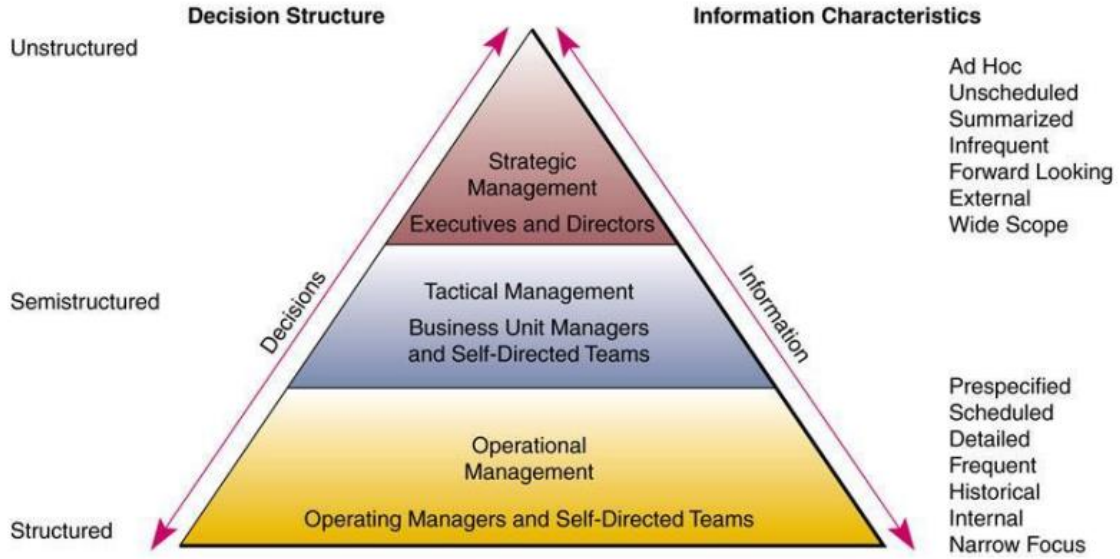 Decision Structure
Information Characteristics
Unstructured
Ad Hoc
Unscheduled
Summarized
Infrequent
Forward Looking
External
Wide Scope
Strategic
Management
Executives and Directors
Decisions
Information
Semistructured
Tactical Management
Business Unit Managers
and Self-Directed Teams
Prespecified
Scheduled
Detailed
Frequent
Historical
Internal
Narrow Focus
Operational
Management
Operating Managers and Self-Directed Teams
Structured